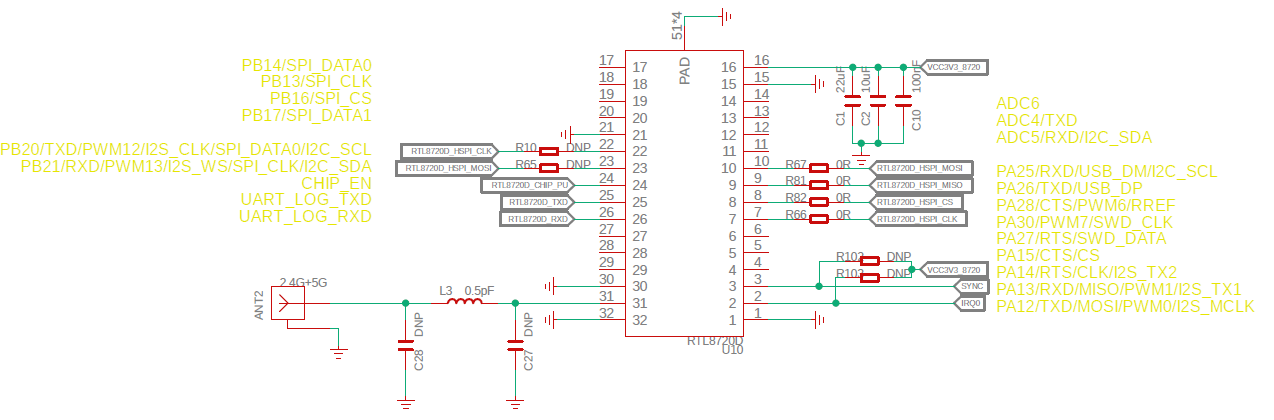 51*4
PAD
PB14/SPI_DATA0
PB13/SPI_CLK
PB16/SPI_CS
PB17/SPI_DATA1
PB20/TXD/PWM12/I2S_CLK/SPI_DATA0/I2C_SCL
PB21/RXD/PWM13/I2S_WS/SPI_CLK/I2C_SDA
CHIP_EN
UART_LOG_TXD
UART_LOG_RXD
RTL8720D_HSPI_CLK
R10
DNP
RTL8720D_HSPI_MOSI
R65
DNP
RTL8720D_CHIP_PU
RTL8720D_TXD
RTL8720D_RXD
17 17
18 18
19 19
20 20
21 21
22 22
23 23
24 24
25 25
26 26
27 27
28 28
29 29
30 30
31 31
32 32
16 16
15 15
14 14
13 13
12 12
11 11
10 10
9 9
8 8
7 7
6 6
5 5
4 4
3 3
2 2
1 1
RTL8720D
U10
22uF
C1
10uF
C2
100nF
C10
VCC3V3_8720
R67
0R
RTL8720D_HSPI_MOSI
R81
0R
RTL8720D_HSPI_MISO
R82
0R
RTL8720D_HSPI_CS
R66
0R
RTL8720D_HSPI_CLK
R102
DNP
R103
DNP
VCC3V3_8720
SYNC
IRQ0
ADC6
ADC4/TXD
ADC5/RXD/I2C_SDA
PA25/RXD/USB_DM/I2C_SCL
PA26/TXD/USB_DP
PA28/CTS/PWM6/RREF
PA30/PWM7/SWD_CLK
PA27/RTS/SWD_DATA
PA15/CTS/CS
PA14/RTS/CLK/I2S_TX2
PA13/RXD/MISO/PWM1/I2S_TX1
PA12/TXD/MOSI/PWM0/I2S_MCLK
2.4G+5G
ANT2
L3
0.5pF
DNP
C28
DNP
C27